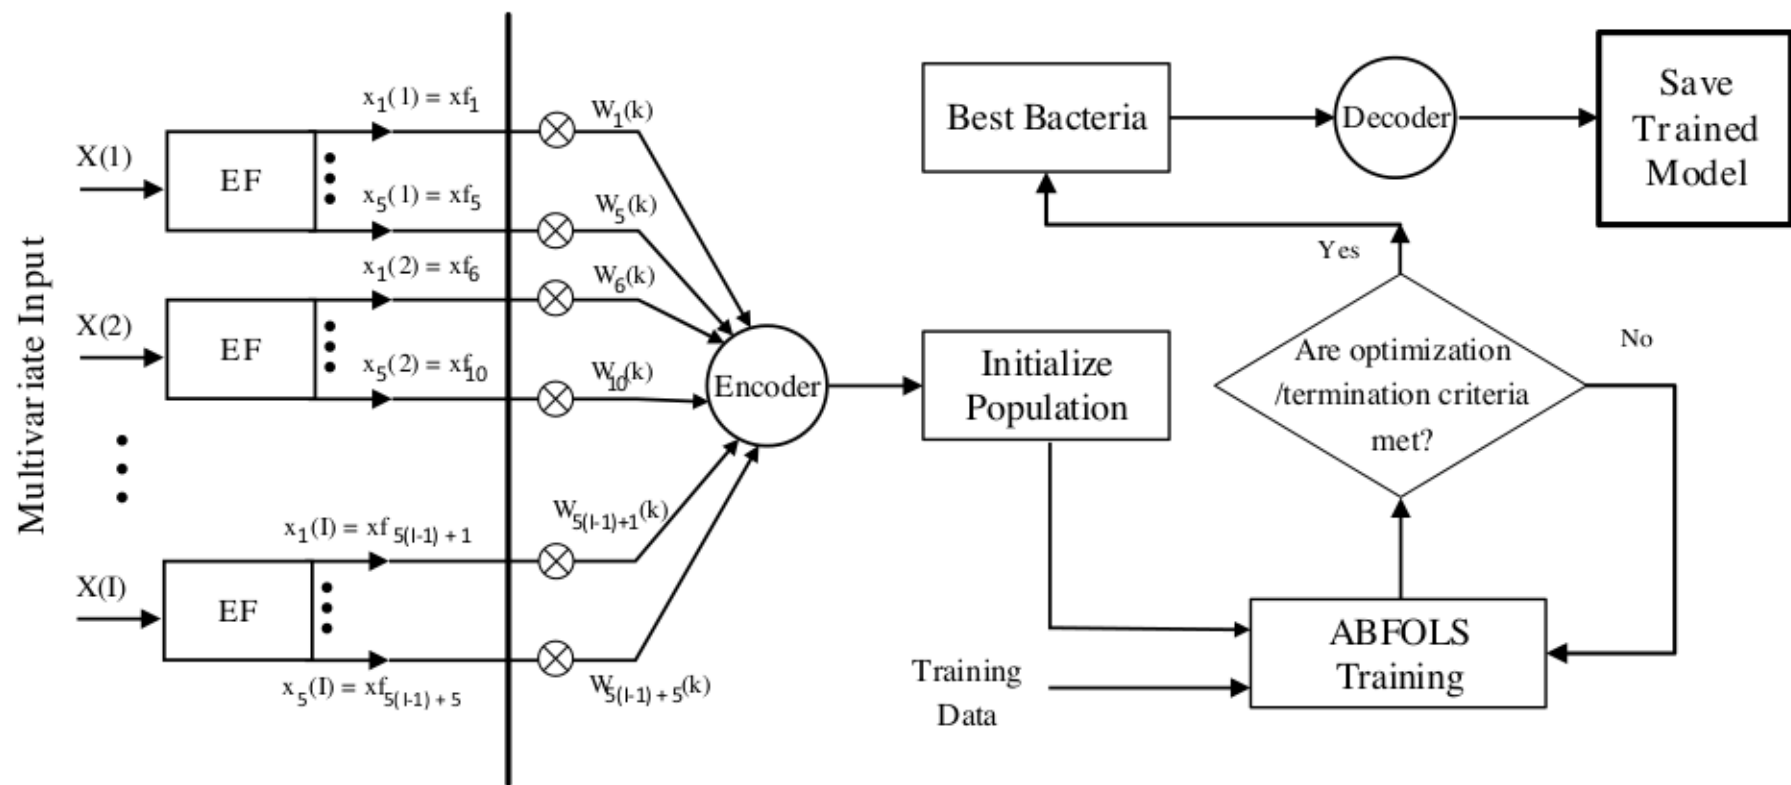 Multivariate Input
X(1)
EF
x1(1) = xf1
x5(1) = xf5
X(2)
EF
x1(2) = xf6
x5(2) = xf10
X(I)
EF
x1(I) = xf5(I-1) + 1
x5(I) = xf5(I-1) + 5
W1(k)
W5(k)
W6(k)
W10(k)
W5(I-1)+1(k)
W5(I-1) + 5(k)
Encoder
Initialize
Population
Training
Data
ABFOLS
Training
Are optimization
/termination criteria
met?
No
Yes
Best Bacteria
Decoder
Save
Trained
Model